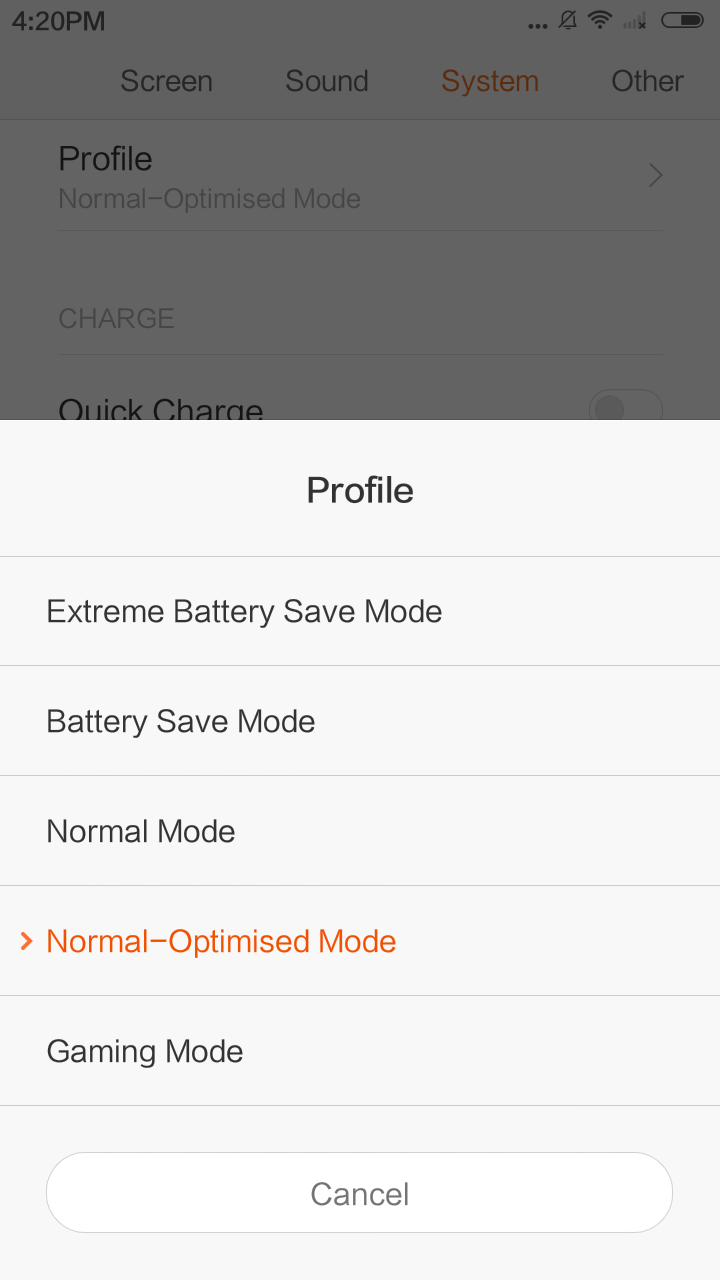 4:20PM
Screen Sound System Other
Profile
Normal-Optimised Mode
CHARGE
Quick Charge
Profile
Extreme Battery Save Mode
Battery Save Mode
Normal Mode
Normal-Optimised Mode
Gaming Mode
Cancel